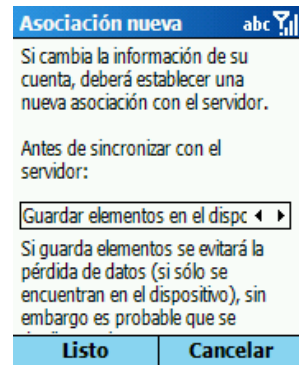 Asociación nueva abc
Si cambia la información de su
cuenta, deberá establecer una
nueva asociación con el servidor.
Antes de sincronizar con el
servidor:
Guardar elementos en el dispc
Si guarda elementos se evitará la
pérdida de datos (si sólo se
encuentran en el dispositivo), sin
embargo es probable que se
Listo Cancelar